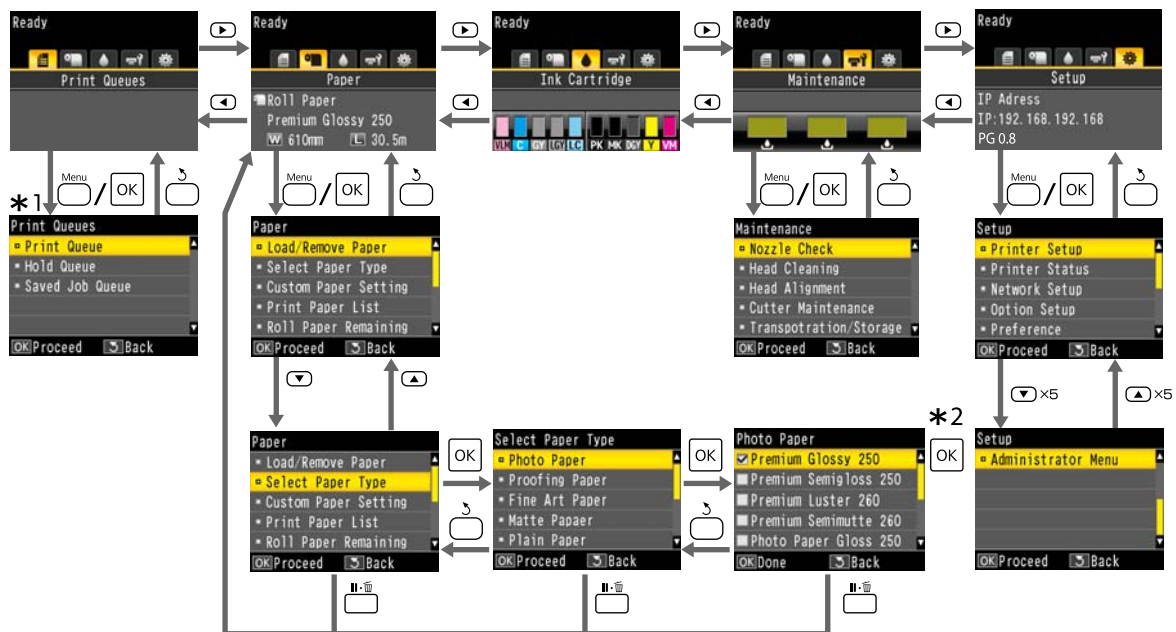 Ready
Print Queues
Ready
Paper
Roll Paper
Premium Glossy 250
W 610mm L 30.5m
Ready
Ink Cartridge
VLM C GY LGY LC PK MK DGY Y VM
Ready
Maintenance
Ready
Setup
IP Adress
IP:192.168.192.168
PG 0.8
Menu
/ OK
Menu
/ OK
Menu
/ OK
Menu
/ OK
*1
Print Queues
Print Queue
Hold Queue
Saved Job Queue
OK Proceed Back
Paper
Load/Remove Paper
Select Paper Type
Custom Paper Setting
Print Paper List
Roll Paper Remaining
OK Proceed Back
Maintenance
Nozzle Check
Head Cleaning
Head Alignment
Cutter Maintenance
Transpotration/Storage
OK Proceed Back
Setup
Printer Setup
Printer Status
Network Setup
Option Setup
Preference
OK Proceed Back
×5
×5
Paper
Load/Remove Paper
Select Paper Type
Custom Paper Setting
Print Paper List
Roll Paper Remaining
OK Proceed Back
OK
Select Paper Type
Photo Paper
Proofing Paper
Fine Art Paper
Matte Papaer
Plain Paper
OK Proceed Back
OK
Photo Paper
Premium Glossy 250
Premium Semigloss 250
Premium Luster 260
Premium Semimutte 260
Photo Paper Gloss 250
OK Done Back
*2
OK
Setup
Administrator Menu
OK Proceed Back